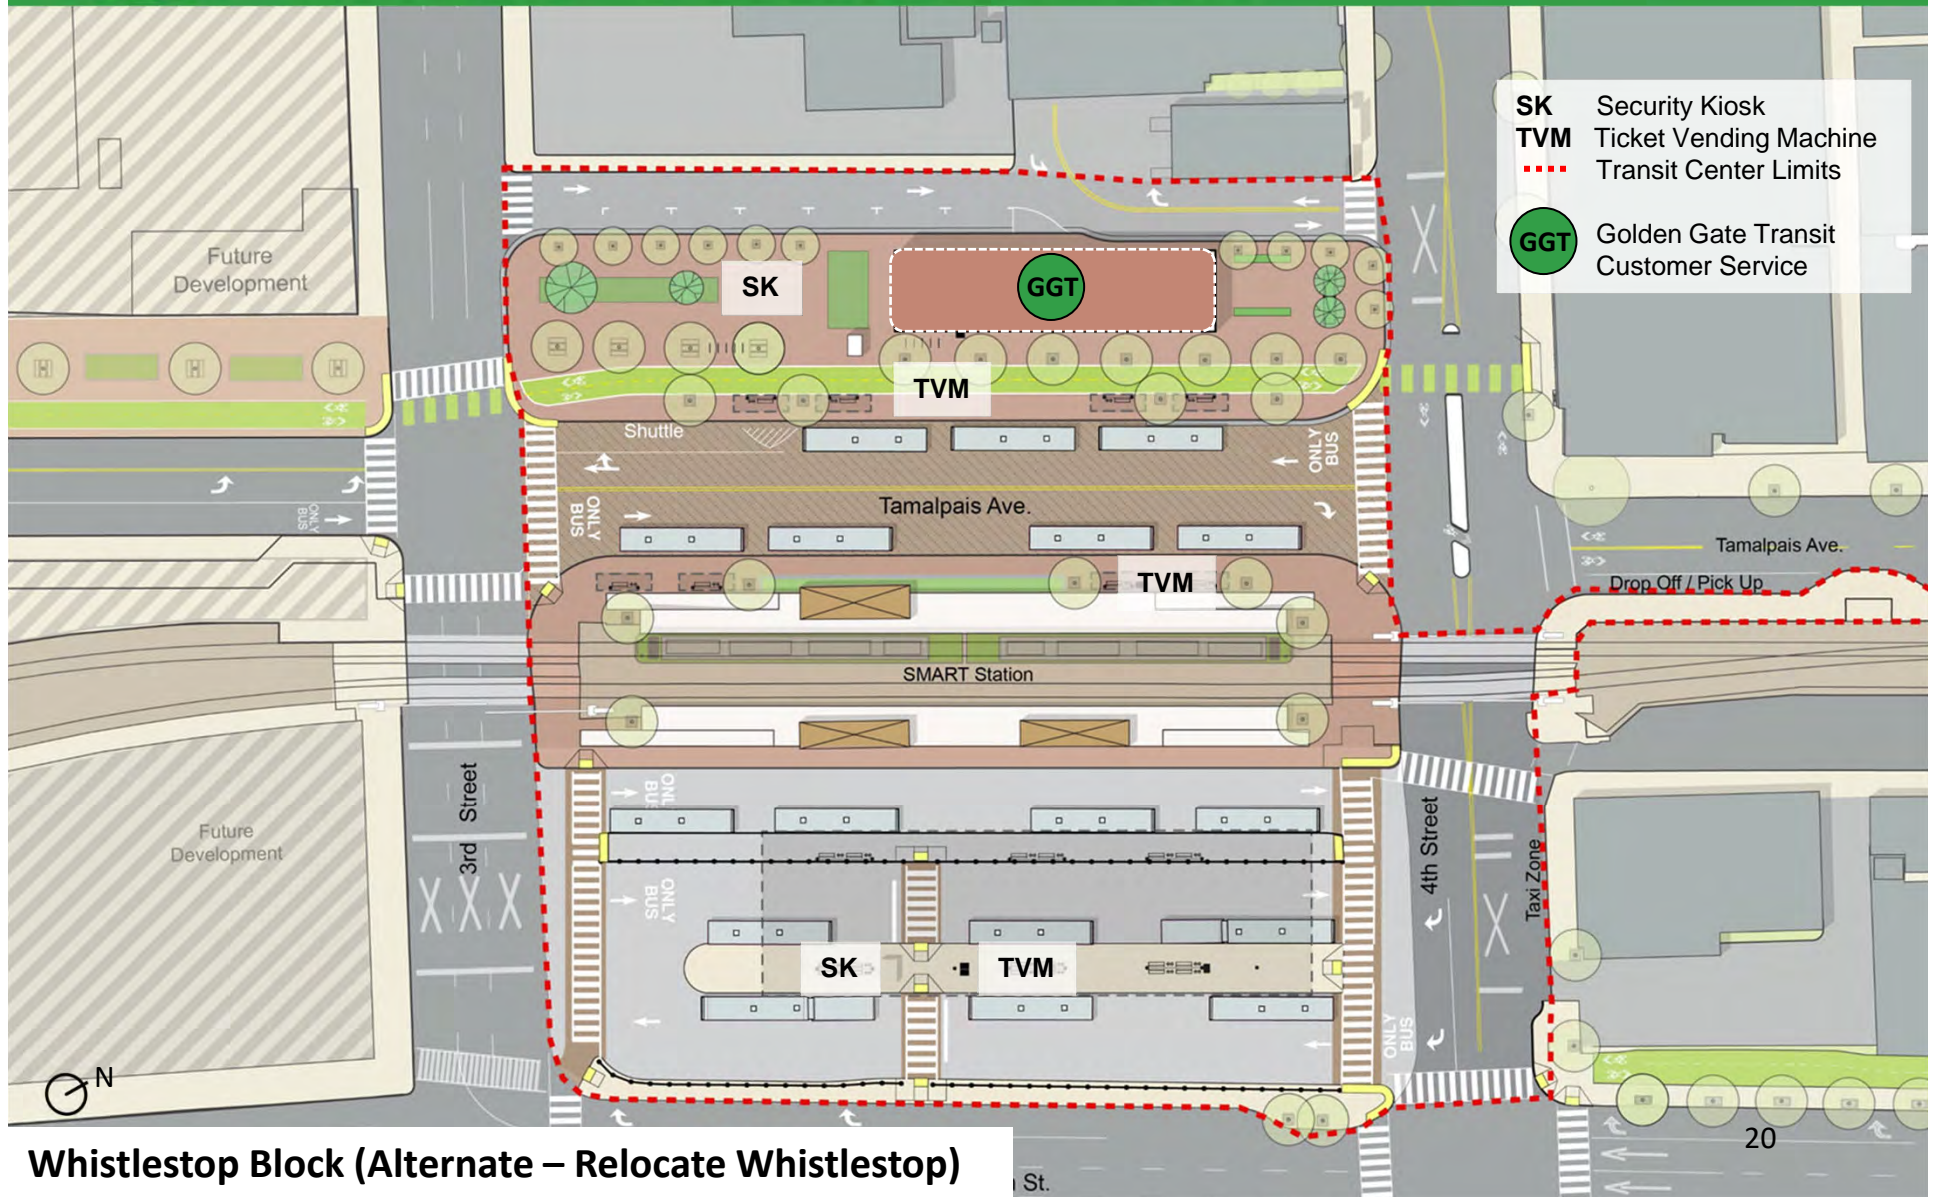 SK Security Kiosk
TVM Ticket Vending Machine
Transit Center Limits
GGT Golden Gate Transit
Customer Service
Future
Development
SK
GGT
TVM
Shuttle
ONLY
BUS
ONLY
BUS
Tamalpais Ave.
ONLY
BUS
Tamalpais Ave.
Drop Off / Pick Up
TVM
SMART Station
3rd Street
Future
Development
ONLY
BUS
4th Street
Taxi Zone
SK
TVM
ONLY
BUS
N
20
Whistlestop Block (Alternate – Relocate Whistlestop)
St.